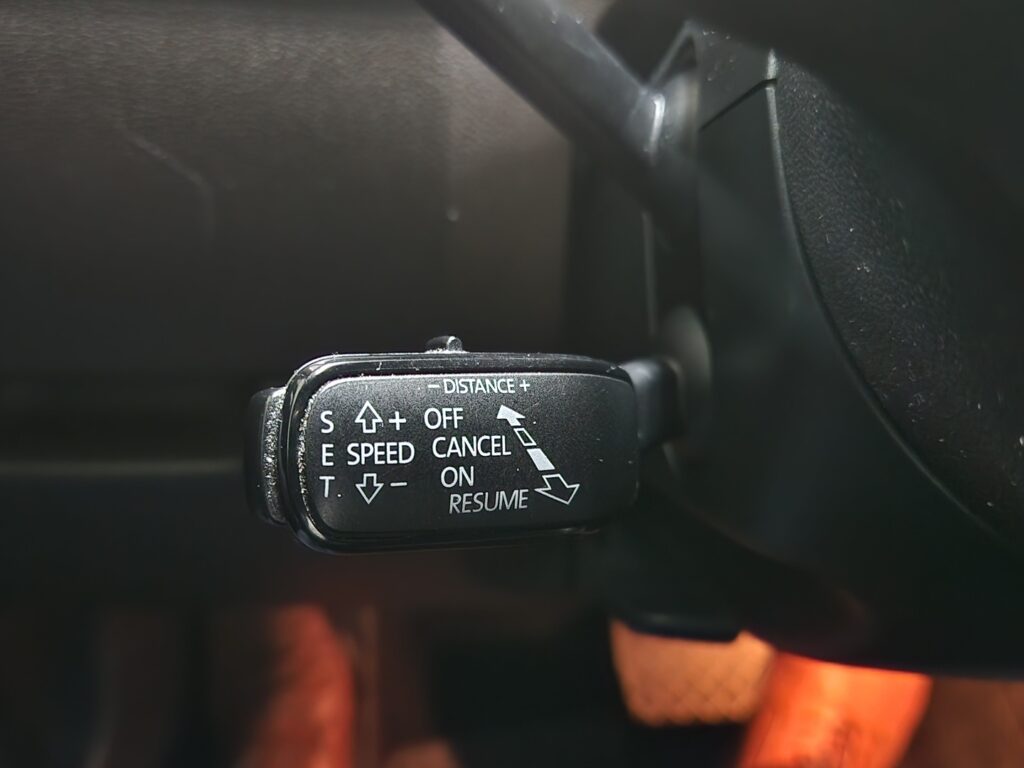 − DISTANCE +
S + OFF
E SPEED CANCEL
T − ON
RESUME